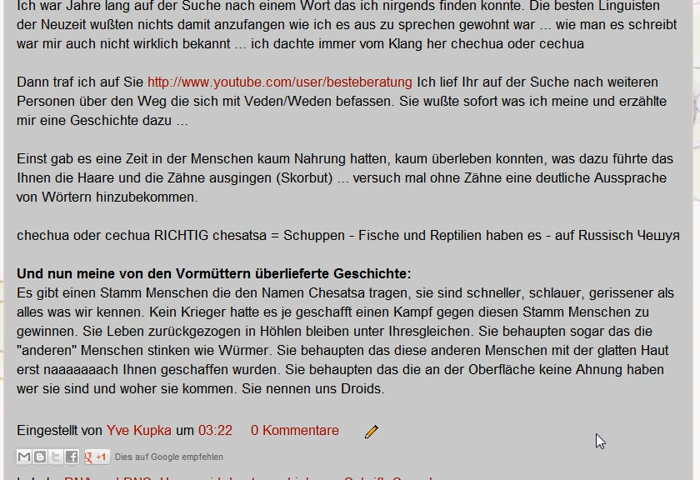 Ich war Jahre lang auf der Suche nach einem Wort das ich nirgends finden konnte. Die besten Linguisten
der Neuzeit wußten nichts damit anzufangen wie ich es aus zu sprechen gewohnt war ... wie man es schreibt
war mir auch nicht wirklich bekannt ... ich dachte immer vom Klang her chechua oder cechua
Dann traf ich auf Sie http://www.youtube.com/user/besteberatung Ich lief Ihr auf der Suche nach weiteren
Personen über den Weg die sich mit Veden/Weden befassen. Sie wußte sofort was ich meine und erzählte
mir eine Geschichte dazu ...
Einst gab es eine Zeit in der Menschen kaum Nahrung hatten, kaum überleben konnten, was dazu führte das
Ihnen die Haare und die Zähne ausgingen (Skorbut) ... versuch mal ohne Zähne eine deutliche Aussprache
von Wörtern hinzubekommen.
chechua oder cechua RICHTIG chesatsa = Schuppen - Fische und Reptilien haben es - auf Russisch Чешуя
Und nun meine von den Vormüttern überlieferte Geschichte:
Es gibt einen Stamm Menschen die den Namen Chesatsa tragen, sie sind schneller, schlauer, gerissener als
alles was wir kennen. Kein Krieger hatte es je geschafft einen Kampf gegen diesen Stamm Menschen zu
gewinnen. Sie Leben zurückgezogen in Höhlen bleiben unter Ihresgleichen. Sie behaupten sogar das die
"anderen" Menschen stinken wie Würmer. Sie behaupten das diese anderen Menschen mit der glatten Haut
erst naaaaaaach Ihnen geschaffen wurden. Sie behaupten das die an der Oberfläche keine Ahnung haben
wer sie sind und woher sie kommen. Sie nennen uns Droids.
Eingestellt von Yve Kupka um 03:22 0 Kommentare
+1 Dies auf Google empfehlen